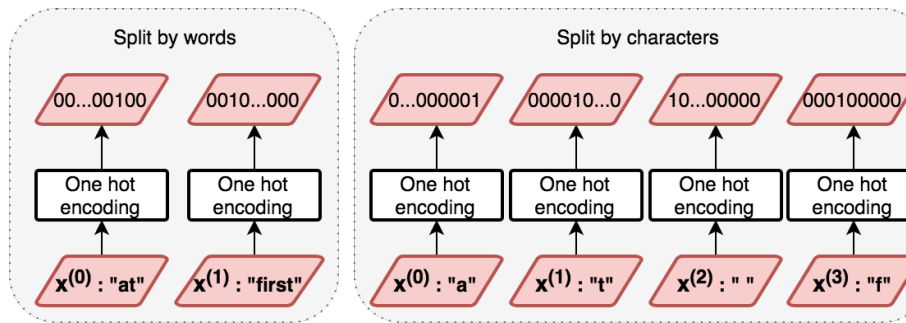 Split by words
Split by characters
00...00100
0010...000
0...000001
000010...0
10...00000
000100000
One hot
encoding
One hot
encoding
One hot
encoding
One hot
encoding
One hot
encoding
One hot
encoding
x⁽⁰⁾ : "at"
x⁽¹⁾ : "first"
x⁽⁰⁾ : "a"
x⁽¹⁾ : "t"
x⁽²⁾ : " "
x⁽³⁾ : "f"